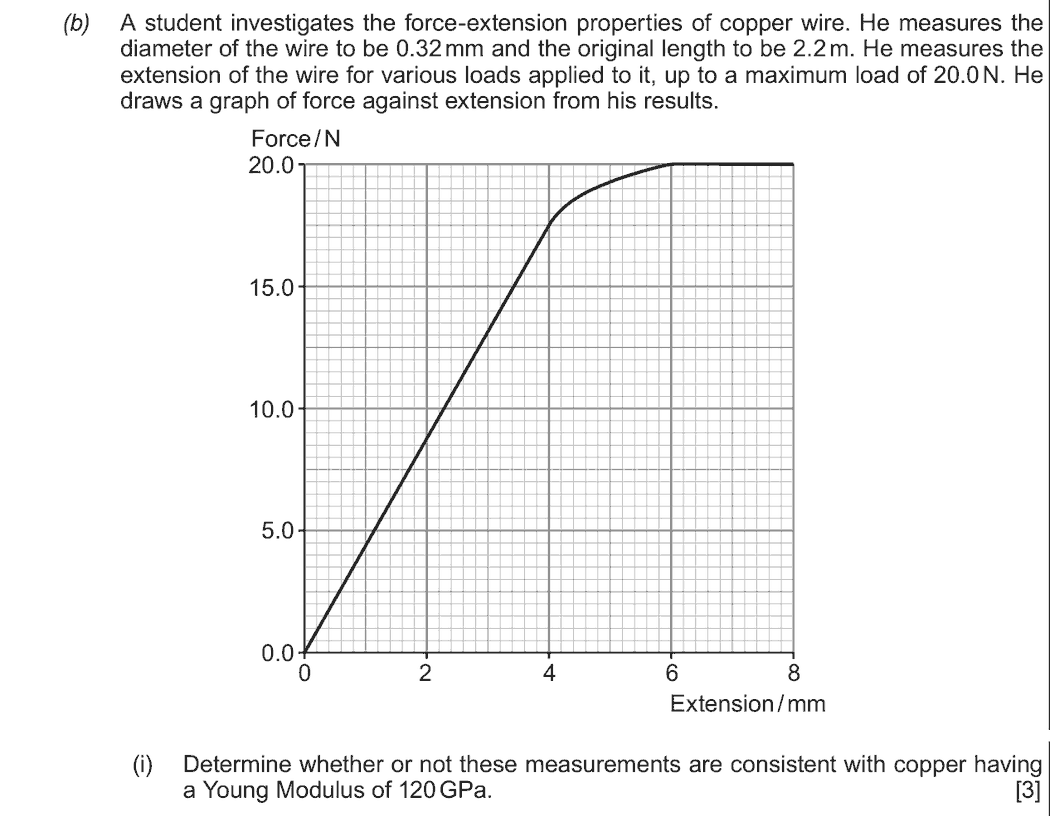 (b) A student investigates the force-extension properties of copper wire. He measures the
diameter of the wire to be 0.32 mm and the original length to be 2.2 m. He measures the
extension of the wire for various loads applied to it, up to a maximum load of 20.0 N. He
draws a graph of force against extension from his results.
Force / N
20.0
15.0
10.0
5.0
0.0
0 2 4 6 8
Extension / mm
(i) Determine whether or not these measurements are consistent with copper having
a Young Modulus of 120 GPa. [3]